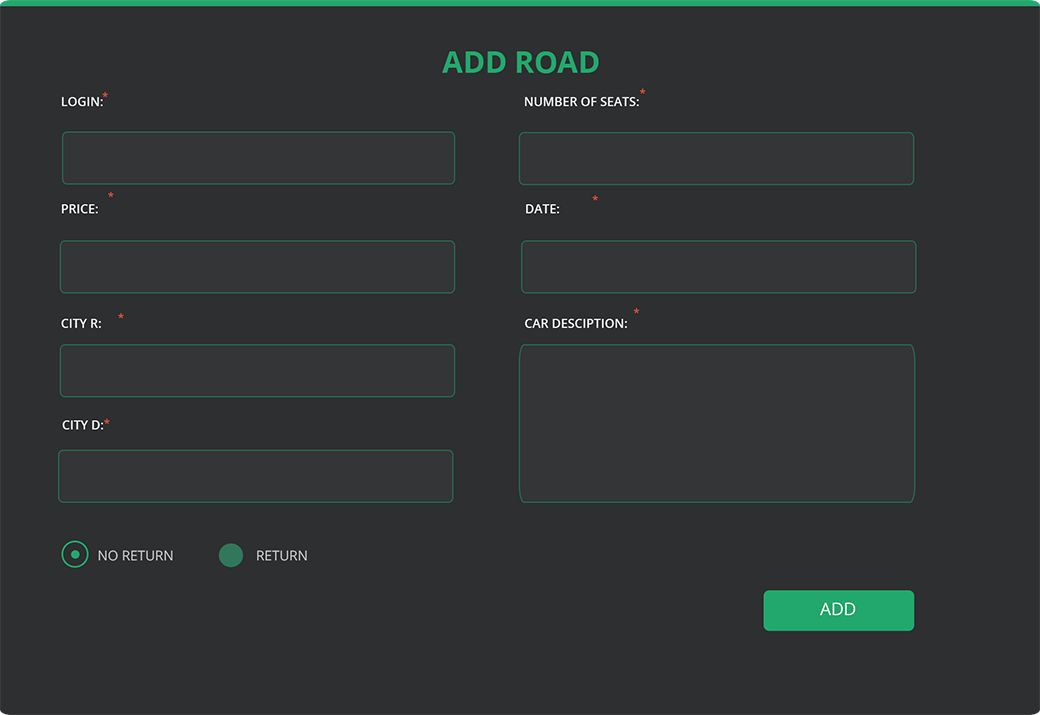 ADD ROAD
LOGIN:*
NUMBER OF SEATS:*
PRICE: *
DATE: *
CITY R: *
CAR DESCIPTION: *
CITY D:*
NO RETURN
RETURN
ADD